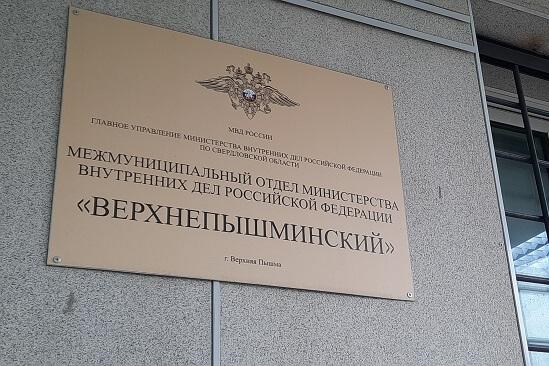 МВД РОССИИ
ГЛАВНОЕ УПРАВЛЕНИЕ МИНИСТЕРСТВА ВНУТРЕННИХ ДЕЛ РОССИЙСКОЙ ФЕДЕРАЦИИ
ПО СВЕРДЛОВСКОЙ ОБЛАСТИ
МЕЖМУНИЦИПАЛЬНЫЙ ОТДЕЛ МИНИСТЕРСТВА
ВНУТРЕННИХ ДЕЛ РОССИЙСКОЙ ФЕДЕРАЦИИ
«ВЕРХНЕПЫШМИНСКИЙ»
г. Верхняя Пышма